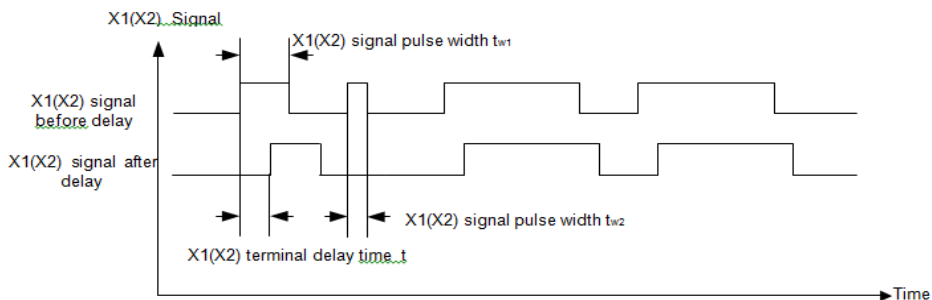 X1(X2) Signal
X1(X2) signal pulse width tw1
X1(X2) signal
before delay
X1(X2) signal after
delay
X1(X2) signal pulse width tw2
X1(X2) terminal delay time t
Time